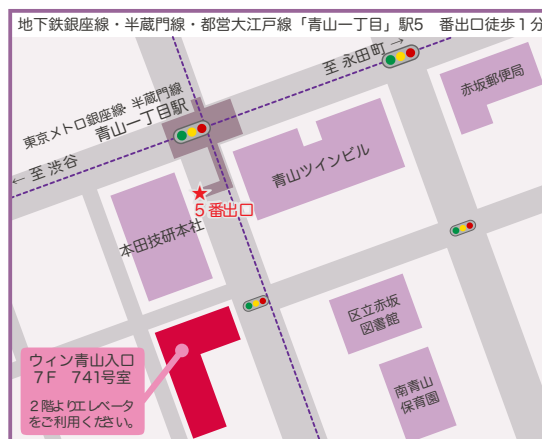 地下鉄銀座線・半蔵門線・都営大江戸線「青山一丁目」駅5　番出口徒歩１分
至 永田町 →
赤坂郵便局
東京メトロ銀座線・半蔵門線
青山一丁目駅
← 至 渋谷
青山ツインビル
5 番出口
本田技研本社
区立赤坂
図書館
ウィン青山入口
７F　741号室
２階よりエレベータ
をご利用ください。
南青山
保育園